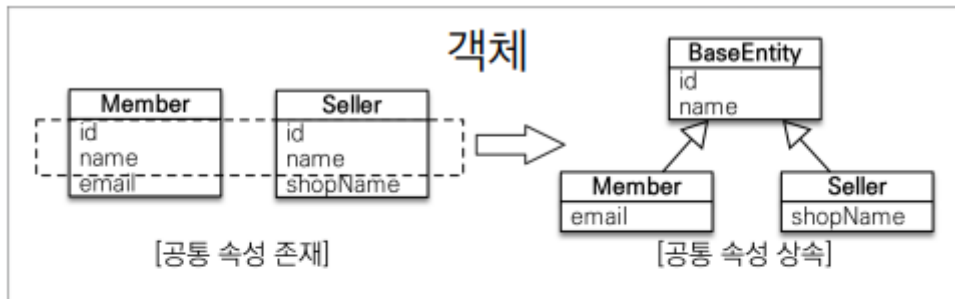 객체
Member
id
name
email
Seller
id
name
shopName
[공통 속성 존재]
BaseEntity
id
name
Member
email
Seller
shopName
[공통 속성 상속]